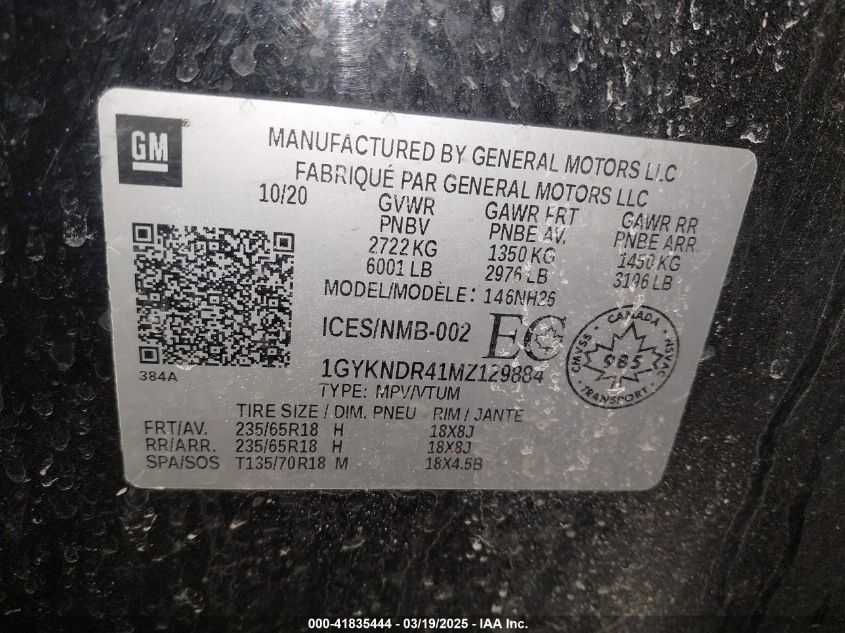 GM
MANUFACTURED BY GENERAL MOTORS LLC
FABRIQUÉ PAR GENERAL MOTORS LLC
10/20 GVWR GAWR FRT GAWR RR
PNBV PNBE AV. PNBE ARR.
2722 KG 1350 KG 1450 KG
6001 LB 2976 LB 3196 LB
MODEL/MODÈLE: 146NH26
ICES/NMB-002 EC
CANADA
CMVSS 985 NSVAC
TRANSPORT
384A
1GYKNDR41MZ129884
TYPE: MPV/VTUM
TIRE SIZE / DIM. PNEU - RIM / JANTE
FRT/AV. 235/65R18 H 18X8J
RR/ARR. 235/65R18 H 18X8J
SPA/SOS T135/70R18 M 18X4.5B
000-41835444 - 03/19/2025 - IAA Inc.